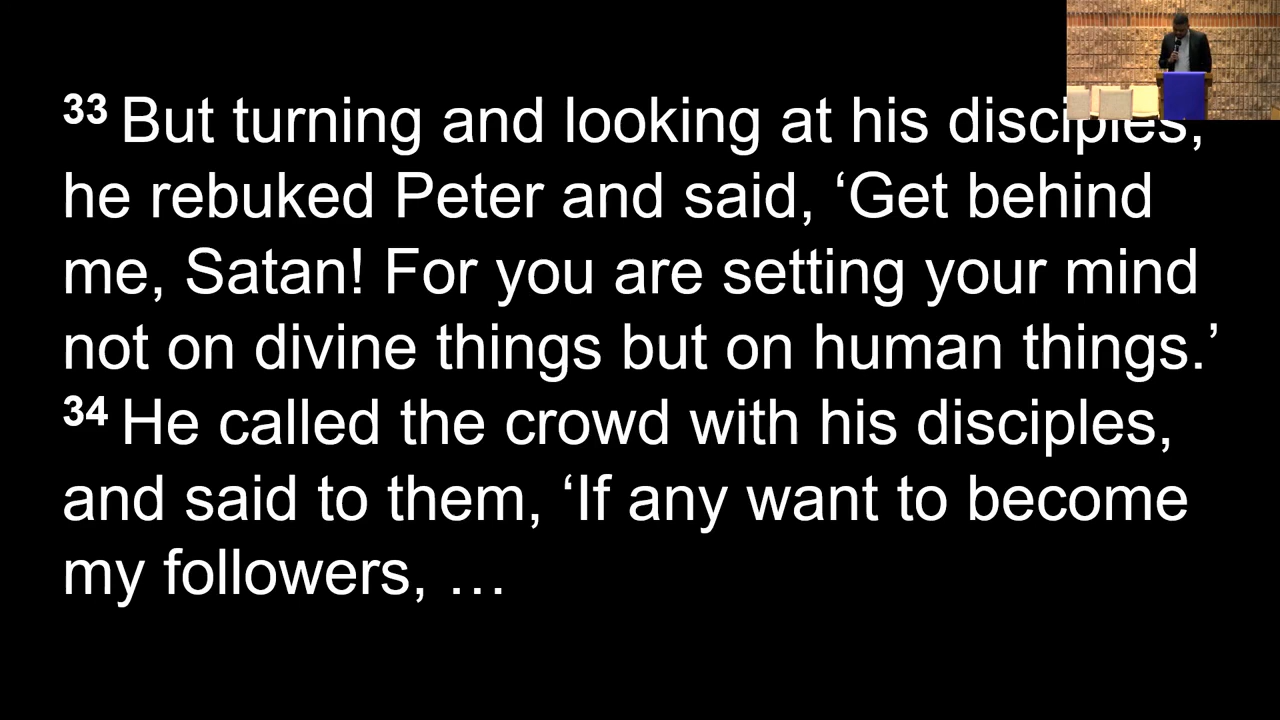 33 But turning and looking at his disciples,
he rebuked Peter and said, ‘Get behind
me, Satan! For you are setting your mind
not on divine things but on human things.’
34 He called the crowd with his disciples,
and said to them, ‘If any want to become
my followers, …